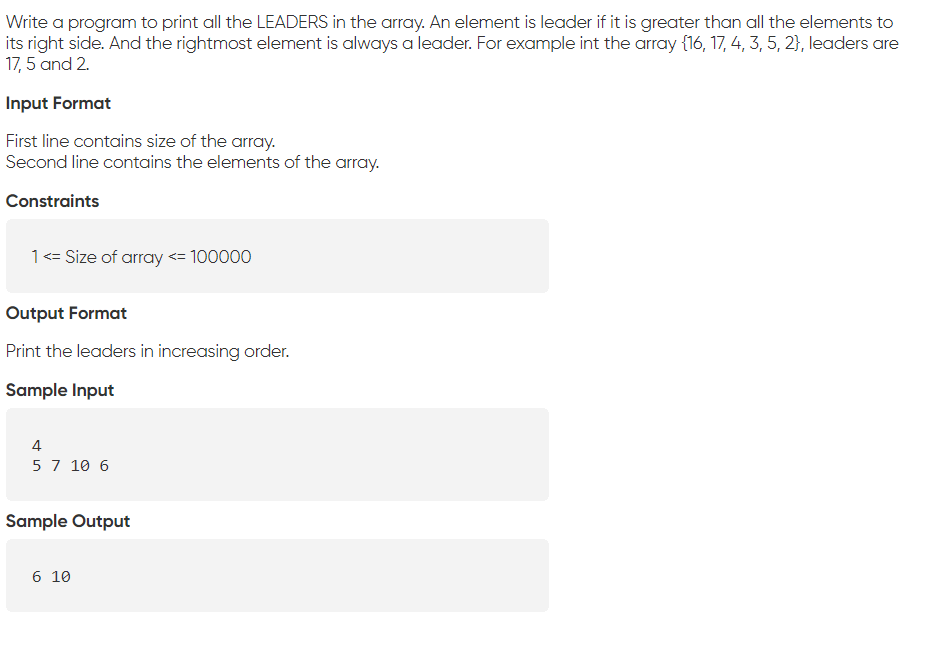 Write a program to print all the LEADERS in the array. An element is leader if it is greater than all the elements to
its right side. And the rightmost element is always a leader. For example int the array {16, 17, 4, 3, 5, 2}, leaders are
17, 5 and 2.
Input Format
First line contains size of the array.
Second line contains the elements of the array.
Constraints
1 <= Size of array <= 100000
Output Format
Print the leaders in increasing order.
Sample Input
4
5 7 10 6
Sample Output
6 10